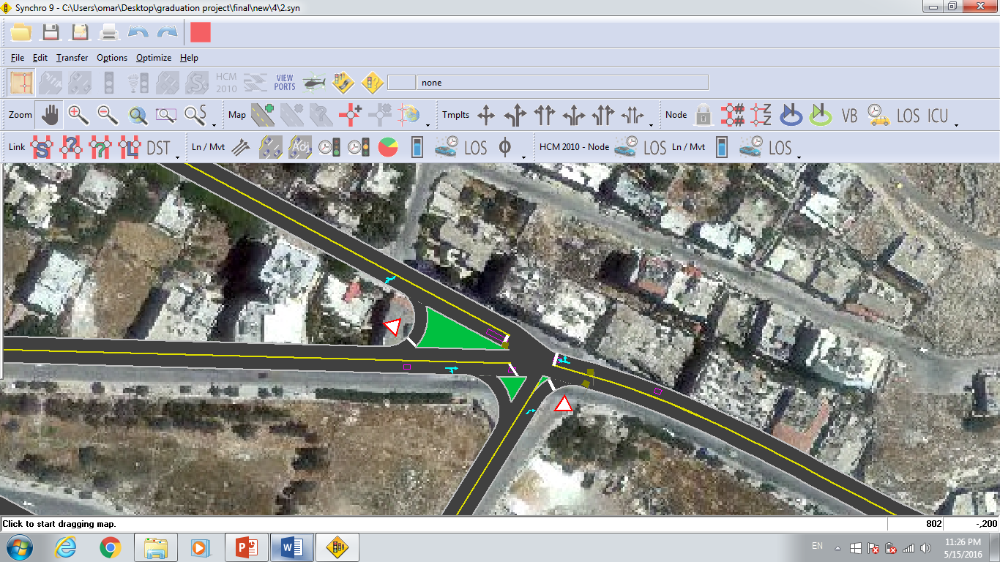 Synchro 9 - C:\Users\omar\Desktop\graduation project\final\new\4\2.syn
File Edit Transfer Options Optimize Help
HCM 2010 VIEW PORTS none
Zoom Map Tmplts Node VB LOS ICU
Link DST Ln / Mvt Adj LOS HCM 2010 - Node LOS Ln / Mvt LOS
Click to start dragging map. 802 -,200
EN 11:26 PM
5/15/2016